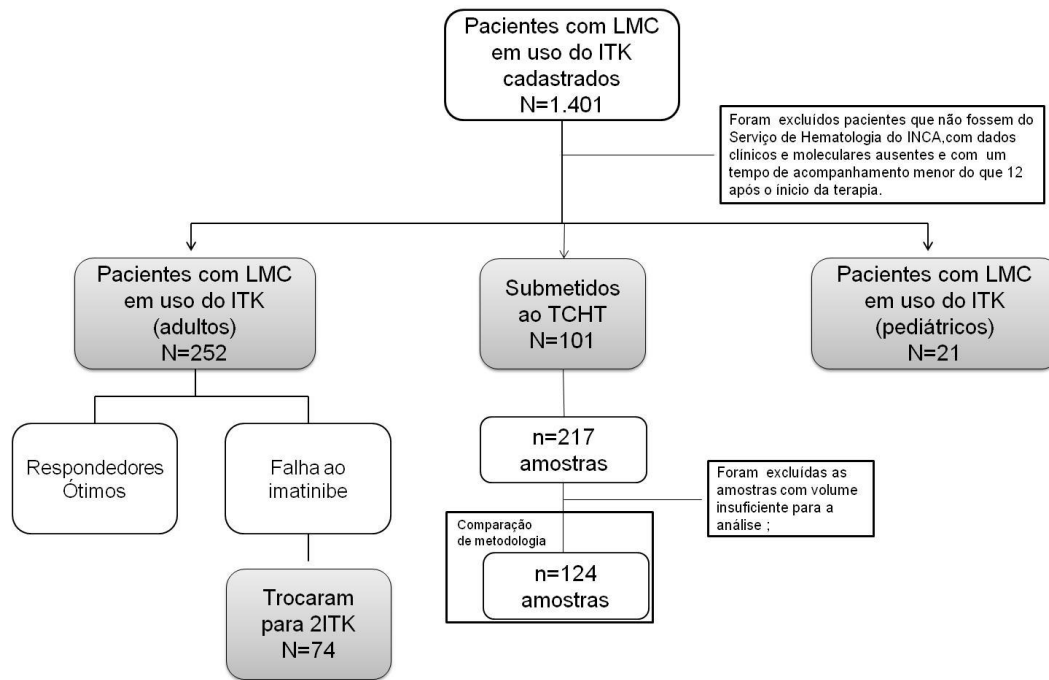 Pacientes com LMC
em uso do ITK
cadastrados
N=1.401
Foram excluídos pacientes que não fossem do
Serviço de Hematologia do INCA,com dados
clínicos e moleculares ausentes e com um
tempo de acompanhamento menor do que 12
após o ínicio da terapia.
Pacientes com LMC
em uso do ITK
(adultos)
N=252
Submetidos
ao TCHT
N=101
Pacientes com LMC
em uso do ITK
(pediátricos)
N=21
Respondedores
Ótimos
Falha ao
imatinibe
n=217
amostras
Foram excluídas as
amostras com volume
insuficiente para a
análise ;
Comparação
de metodologia
n=124
amostras
Trocaram
para 2ITK
N=74